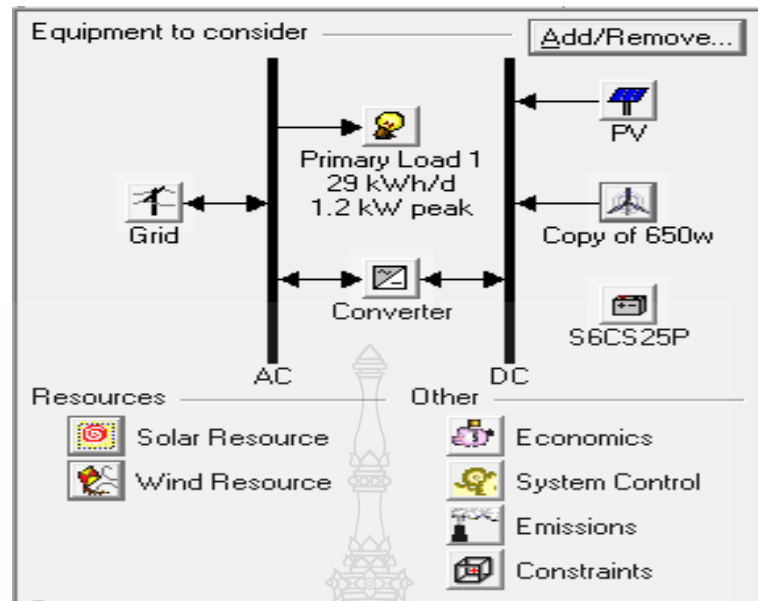 Equipment to consider
Add/Remove...
Primary Load 1
29 kWh/d
1.2 kW peak
PV
Grid
Copy of 650w
Converter
S6CS25P
AC
DC
Resources
Other
Solar Resource
Economics
Wind Resource
System Control
Emissions
Constraints